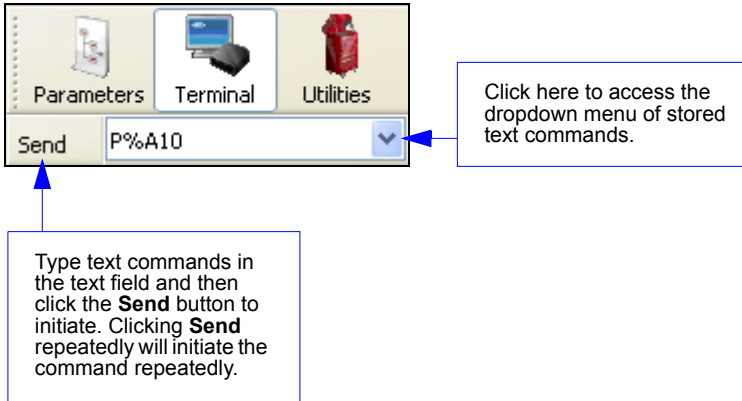 Parameters Terminal Utilities
Send P%A10
Click here to access the
dropdown menu of stored
text commands.
Type text commands in
the text field and then
click the Send button to
initiate. Clicking Send
repeatedly will initiate the
command repeatedly.